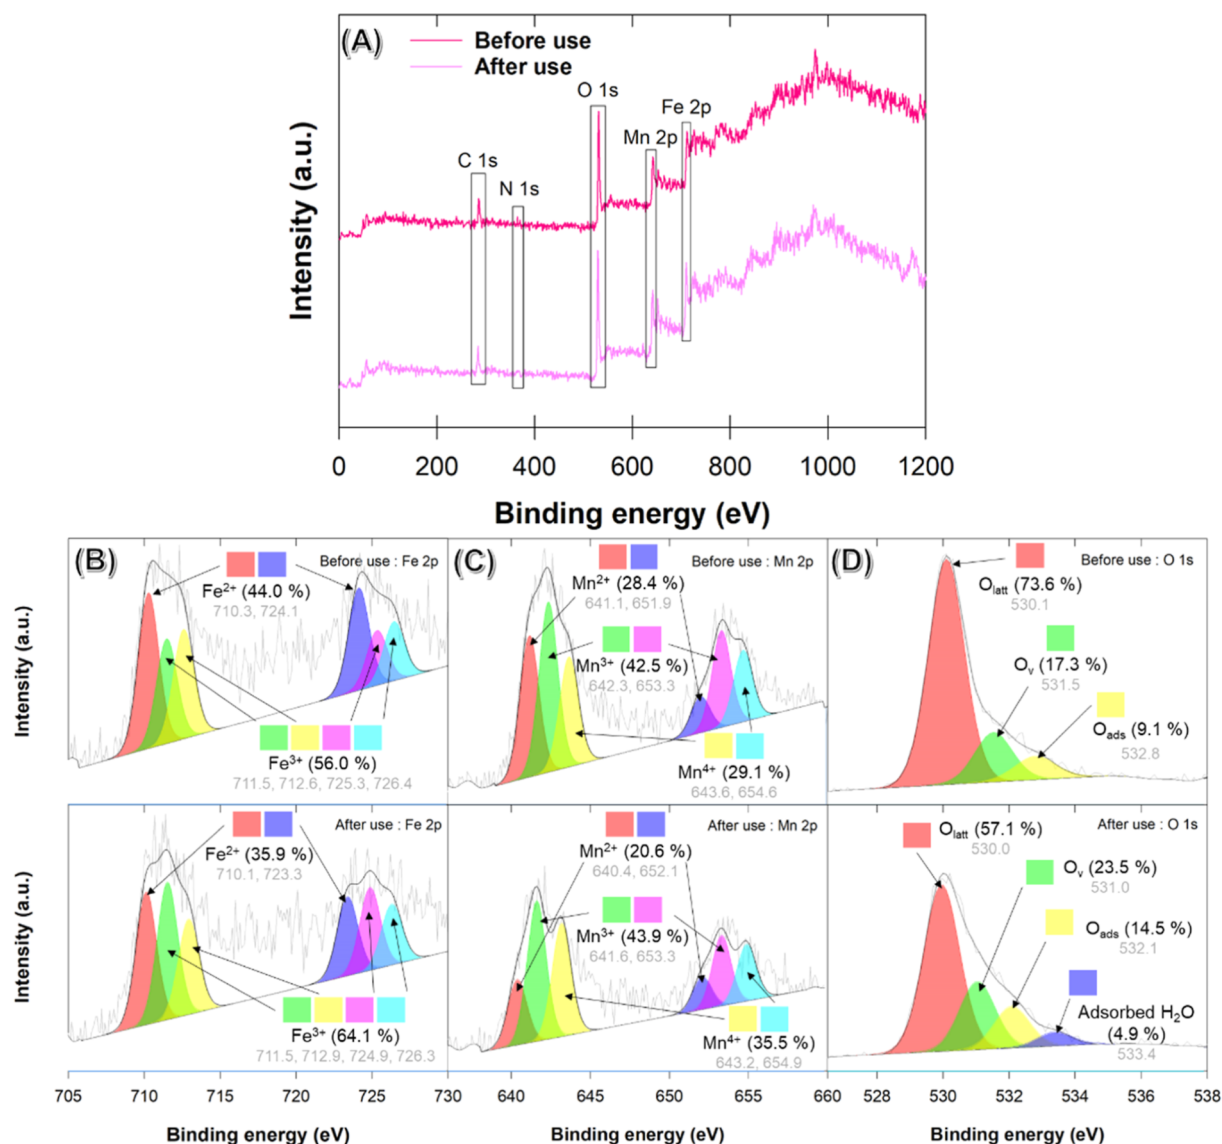 (A)
Before use
After use
O 1s
Fe 2p
Mn 2p
C 1s
N 1s
Intensity (a.u.)
0 200 400 600 800 1000 1200
Binding energy (eV)
(B)
Before use : Fe 2p
Fe²⁺ (44.0 %)
710.3, 724.1
Fe³⁺ (56.0 %)
711.5, 712.6, 725.3, 726.4
Intensity (a.u.)
(C)
Before use : Mn 2p
Mn²⁺ (28.4 %)
641.1, 651.9
Mn³⁺ (42.5 %)
642.3, 653.3
Mn⁴⁺ (29.1 %)
643.6, 654.6
(D)
Before use : O 1s
Oₗₐₜₜ (73.6 %)
530.1
Oᵥ (17.3 %)
531.5
Oₐdₛ (9.1 %)
532.8
After use : Fe 2p
Fe²⁺ (35.9 %)
710.1, 723.3
Fe³⁺ (64.1 %)
711.5, 712.9, 724.9, 726.3
Intensity (a.u.)
705 710 715 720 725 730
Binding energy (eV)
After use : Mn 2p
Mn²⁺ (20.6 %)
640.4, 652.1
Mn³⁺ (43.9 %)
641.6, 653.3
Mn⁴⁺ (35.5 %)
643.2, 654.9
640 645 650 655 660
Binding energy (eV)
After use : O 1s
Oₗₐₜₜ (57.1 %)
530.0
Oᵥ (23.5 %)
531.0
Oₐdₛ (14.5 %)
532.1
Adsorbed H₂O
(4.9 %)
533.4
528 530 532 534 536 538
Binding energy (eV)